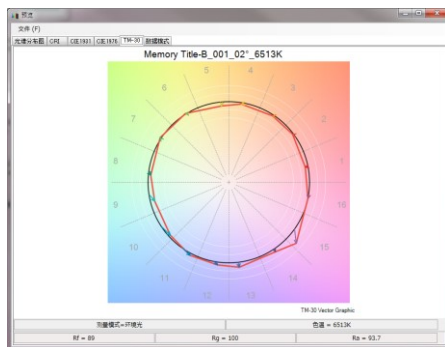 预览
文件 (F)
光谱分布图 CRI... CIE1931 CIE1976 TM-30 数据模式
Memory Title-B_001_02°_6513K
5 4
6 3
7 2
8 1
9 16
10 15
11 14
12 13
TM-30 Vector Graphic
测量模式=环境光 色温 = 6513K
Rf = 89 Rg = 100 Ra = 93.7